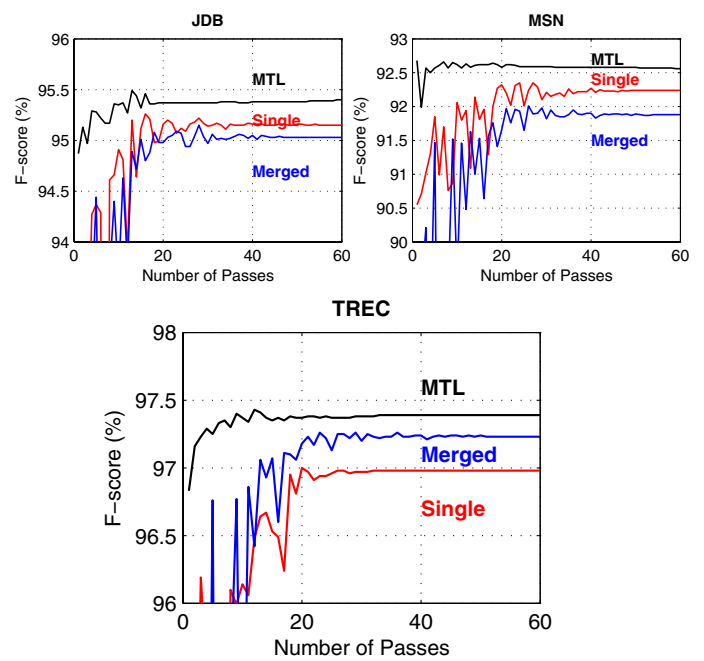 JDB
96
95.5
95
94.5
94
F−score (%)
MTL
Single
Merged
0
20
40
60
Number of Passes
MSN
93
92.5
92
91.5
91
90.5
90
F−score (%)
MTL
Single
Merged
0
20
40
60
Number of Passes
TREC
98
97.5
97
96.5
96
F−score (%)
MTL
Merged
Single
0
20
40
60
Number of Passes